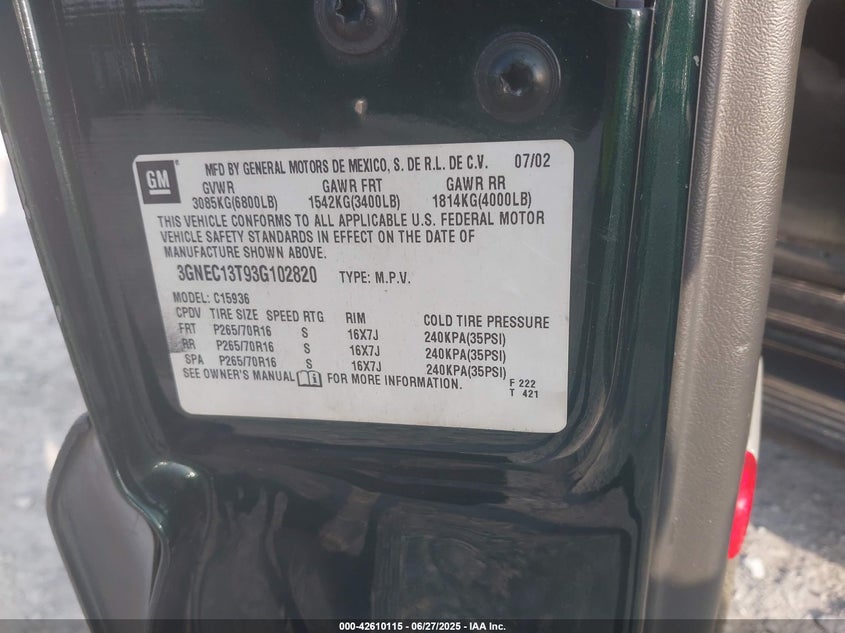 GM
MFD BY GENERAL MOTORS DE MEXICO, S. DE R.L. DE C.V. 07/02
GVWR GAWR FRT GAWR RR
3085KG(6800LB) 1542KG(3400LB) 1814KG(4000LB)
THIS VEHICLE CONFORMS TO ALL APPLICABLE U.S. FEDERAL MOTOR
VEHICLE SAFETY STANDARDS IN EFFECT ON THE DATE OF
MANUFACTURE SHOWN ABOVE.
3GNEC13T93G102820 TYPE: M.P.V.
MODEL: C15936
CPDV TIRE SIZE SPEED RTG RIM COLD TIRE PRESSURE
FRT P265/70R16 S 16X7J 240KPA(35PSI)
RR P265/70R16 S 16X7J 240KPA(35PSI)
SPA P265/70R16 S 16X7J 240KPA(35PSI)
SEE OWNER'S MANUAL FOR MORE INFORMATION.
F 222
T 421
000-42610115 - 06/27/2025 - IAA Inc.